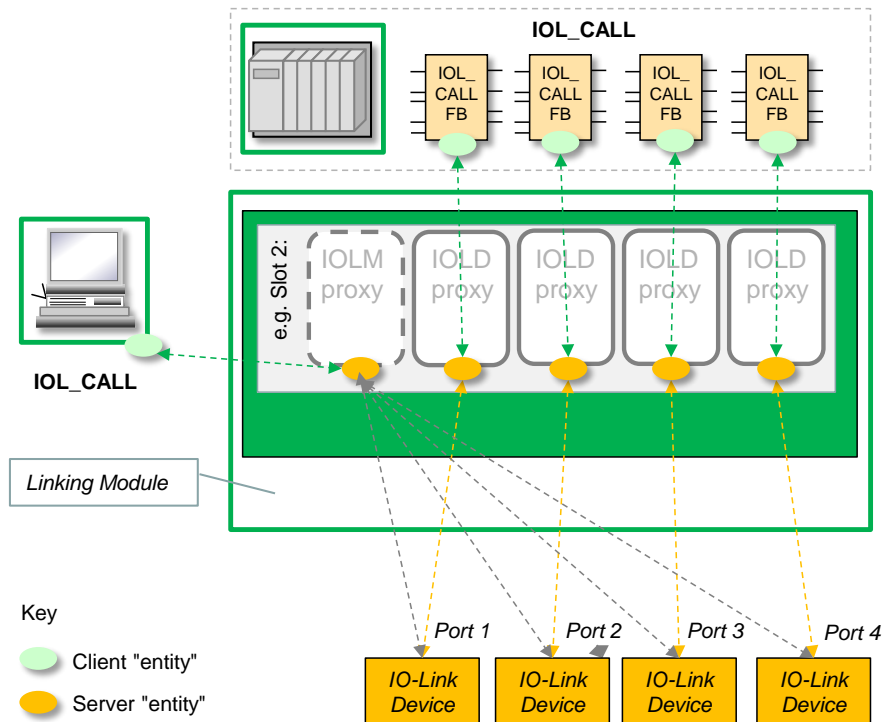 IOL_CALL
IOL_
CALL
FB
IOL_
CALL
FB
IOL_
CALL
FB
IOL_
CALL
FB
e.g. Slot 2:
IOLM
proxy
IOLD
proxy
IOLD
proxy
IOLD
proxy
IOLD
proxy
IOL_CALL
Linking Module
Key
Client "entity"
Server "entity"
Port 1
Port 2
Port 3
Port 4
IO-Link
Device
IO-Link
Device
IO-Link
Device
IO-Link
Device